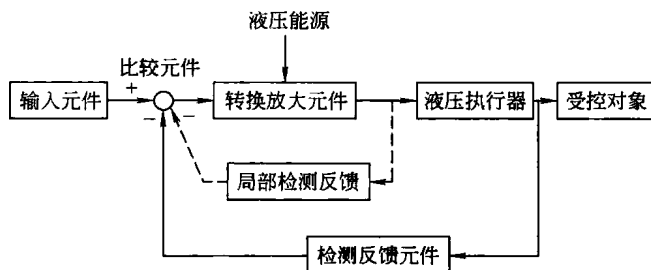 液压能源
比较元件
+
输入元件
转换放大元件
液压执行器
受控对象
−
−
局部检测反馈
检测反馈元件